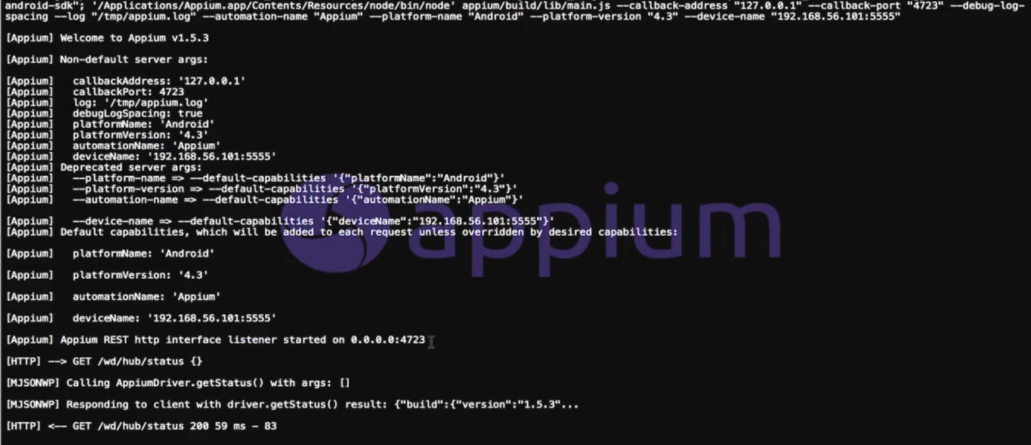 android-sdk"; '/Applications/Appium.app/Contents/Resources/node/bin/node' appium/build/lib/main.js --callback-address "127.0.0.1" --callback-port "4723" --debug-log-
spacing --log "/tmp/appium.log" --automation-name "Appium" --platform-name "Android" --platform-version "4.3" --device-name "192.168.56.101:5555"
[Appium] Welcome to Appium v1.5.3
[Appium] Non-default server args:
[Appium]   callbackAddress: '127.0.0.1'
[Appium]   callbackPort: 4723
[Appium]   log: '/tmp/appium.log'
[Appium]   debugLogSpacing: true
[Appium]   platformName: 'Android'
[Appium]   platformVersion: '4.3'
[Appium]   automationName: 'Appium'
[Appium]   deviceName: '192.168.56.101:5555'
[Appium] Deprecated server args:
[Appium]   --platform-name => --default-capabilities '{"platformName":"Android"}'
[Appium]   --platform-version => --default-capabilities '{"platformVersion":"4.3"}'
[Appium]   --automation-name => --default-capabilities '{"automationName":"Appium"}'
[Appium]   --device-name => --default-capabilities '{"deviceName":"192.168.56.101:5555"}'
[Appium] Default capabilities, which will be added to each request unless overridden by desired capabilities:
[Appium]   platformName: 'Android'
[Appium]   platformVersion: '4.3'
[Appium]   automationName: 'Appium'
[Appium]   deviceName: '192.168.56.101:5555'
[Appium] Appium REST http interface listener started on 0.0.0.0:4723
[HTTP] --> GET /wd/hub/status {}
[MJSONWP] Calling AppiumDriver.getStatus() with args: []
[MJSONWP] Responding to client with driver.getStatus() result: {"build":{"version":"1.5.3"...
[HTTP] <-- GET /wd/hub/status 200 59 ms - 83
appium